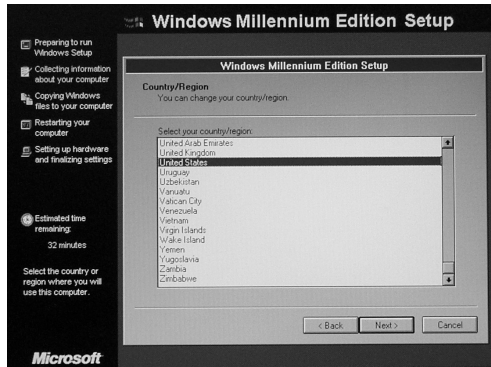 Windows Millennium Edition Setup
Preparing to run
Windows Setup
Collecting information
about your computer
Copying Windows
files to your computer
Restarting your
computer
Setting up hardware
and finalizing settings
Estimated time
remaining:
32 minutes
Select the country or
region where you will
use this computer.
Microsoft
Windows Millennium Edition Setup
Country/Region
You can change your country/region.
Select your country/region:
United Arab Emirates
United Kingdom
United States
Uruguay
Uzbekistan
Vanuatu
Vatican City
Venezuela
Vietnam
Virgin Islands
Wake Island
Yemen
Yugoslavia
Zambia
Zimbabwe
< Back
Next >
Cancel